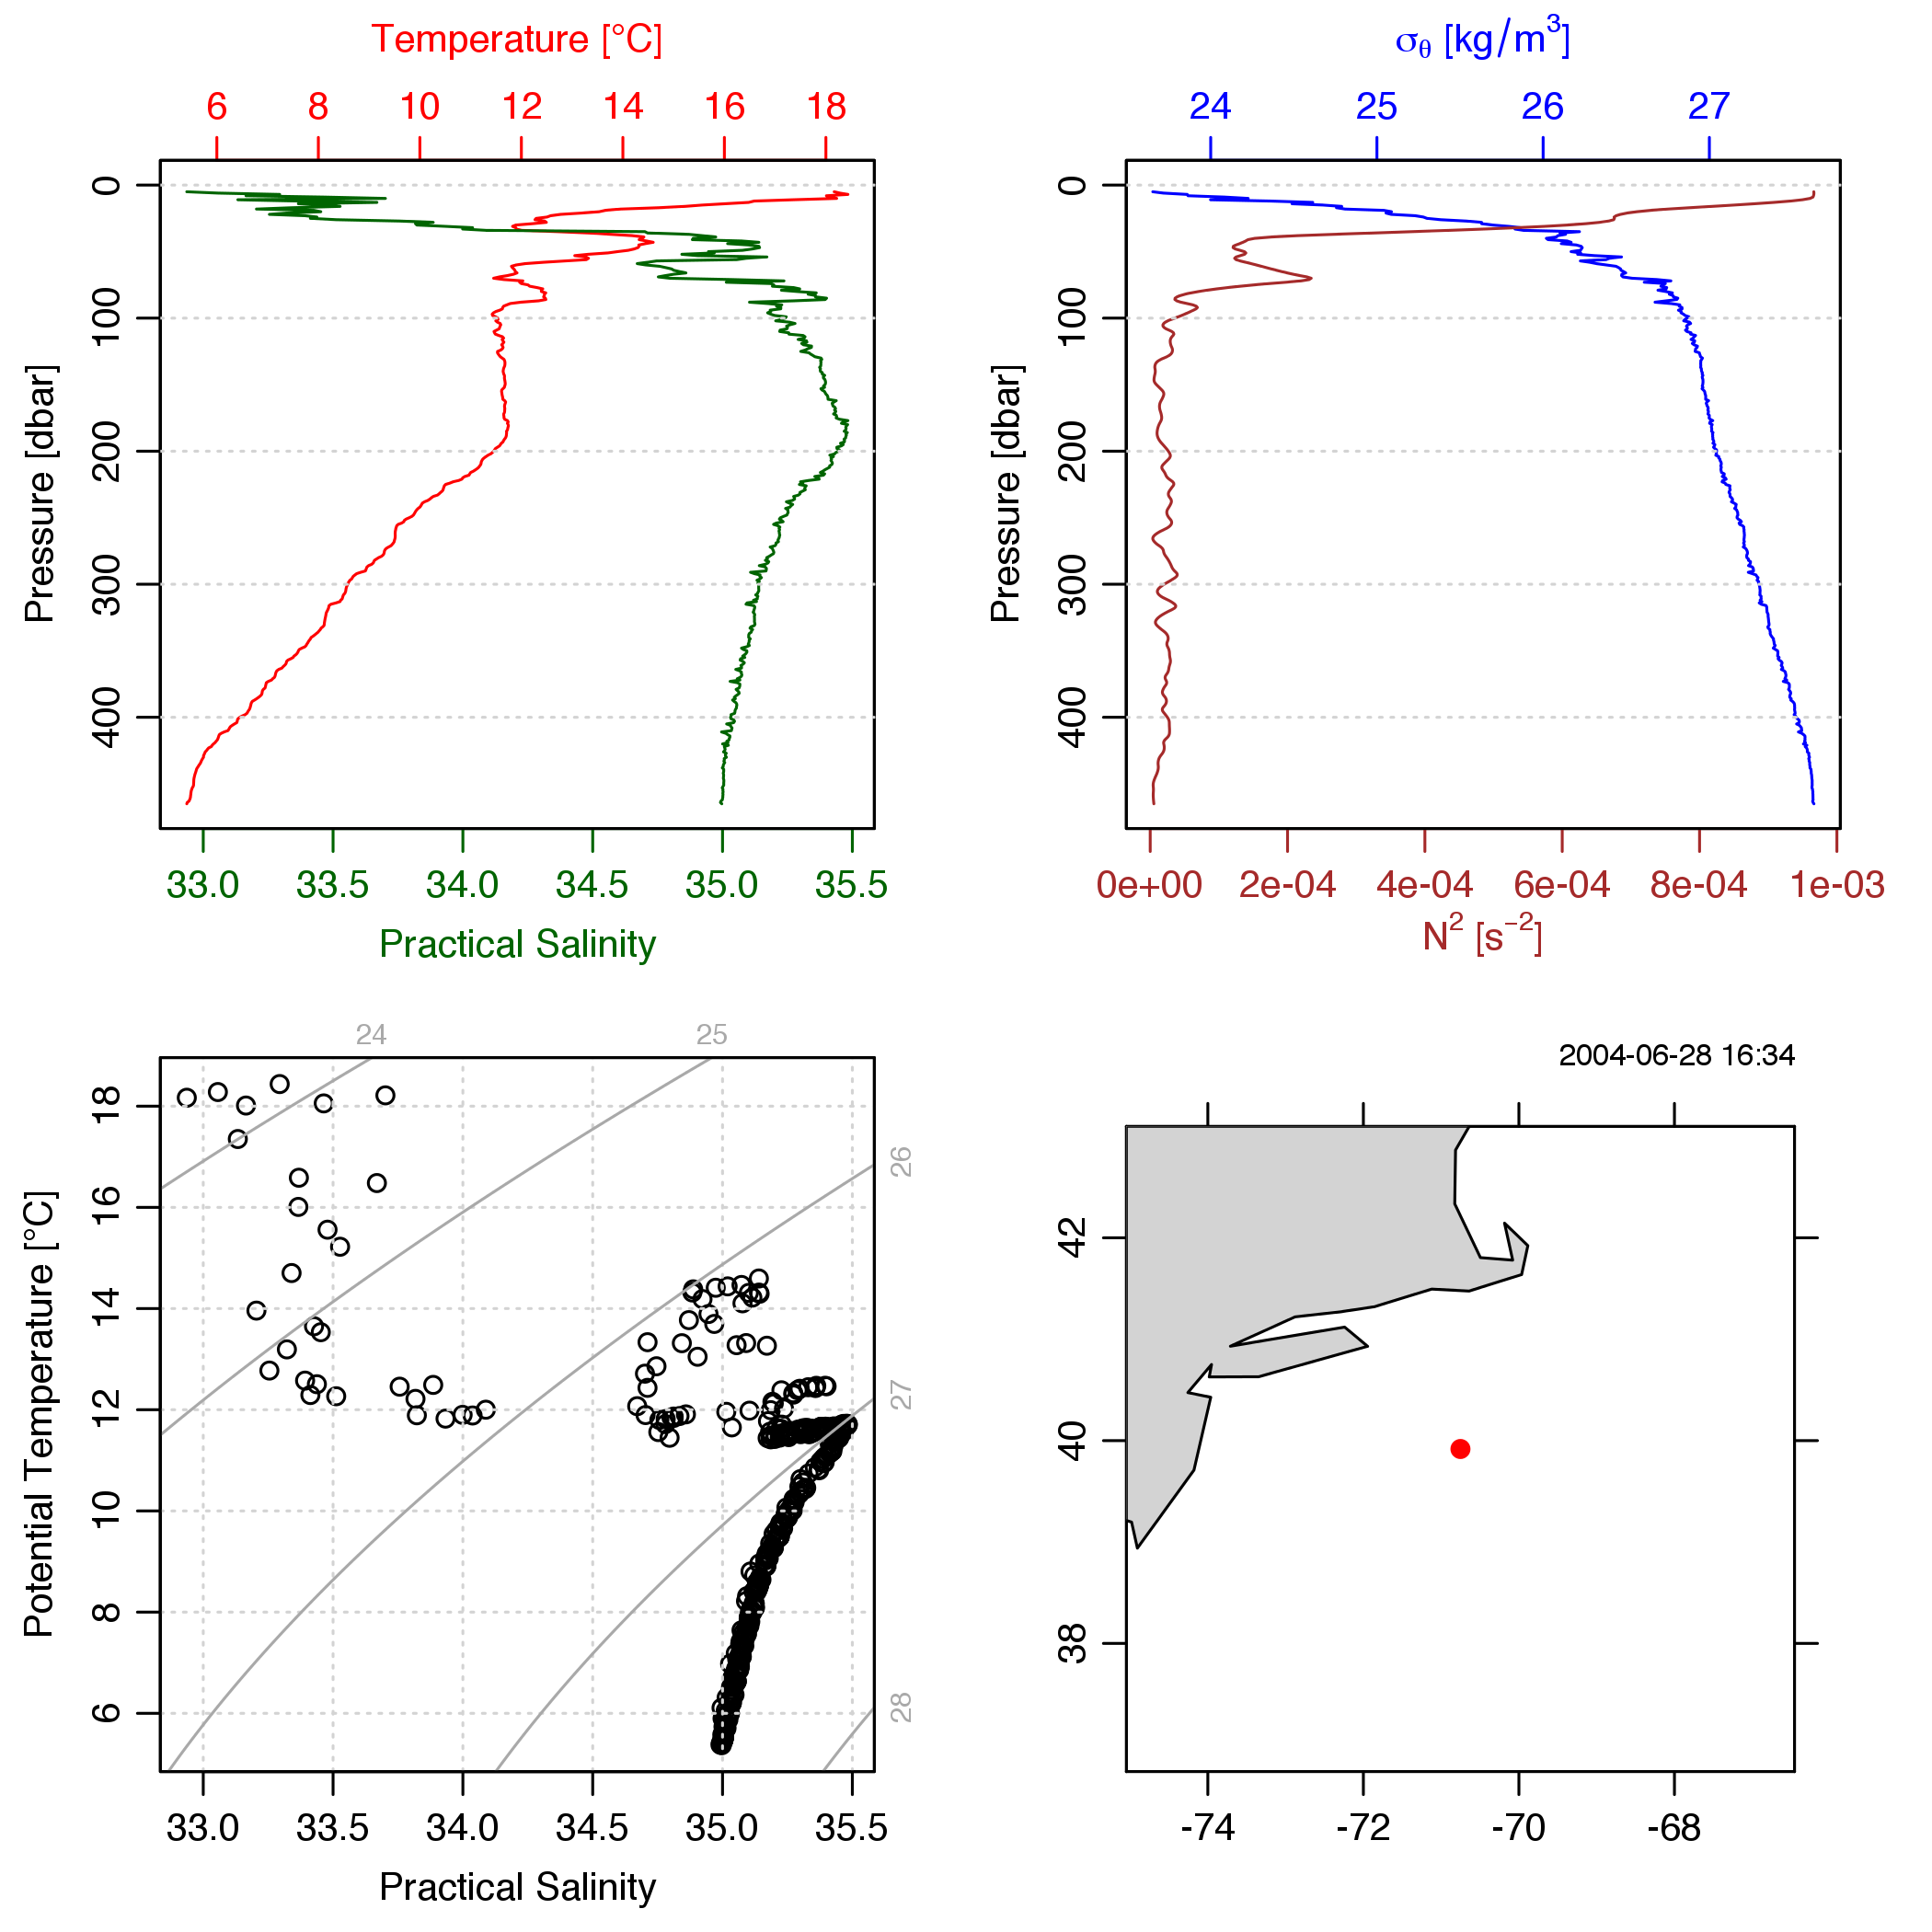 Temperature [°C]
6 8 10 12 14 16 18
0
100
200
300
400
Pressure [dbar]
33.0 33.5 34.0 34.5 35.0 35.5
Practical Salinity
σθ [kg/m³]
24 25 26 27
0
100
200
300
400
Pressure [dbar]
0e+00 2e-04 4e-04 6e-04 8e-04 1e-03
N² [s⁻²]
24 25
26
27
28
18
16
14
12
10
8
6
Potential Temperature [°C]
33.0 33.5 34.0 34.5 35.0 35.5
Practical Salinity
2004-06-28 16:34
42
40
38
-74 -72 -70 -68